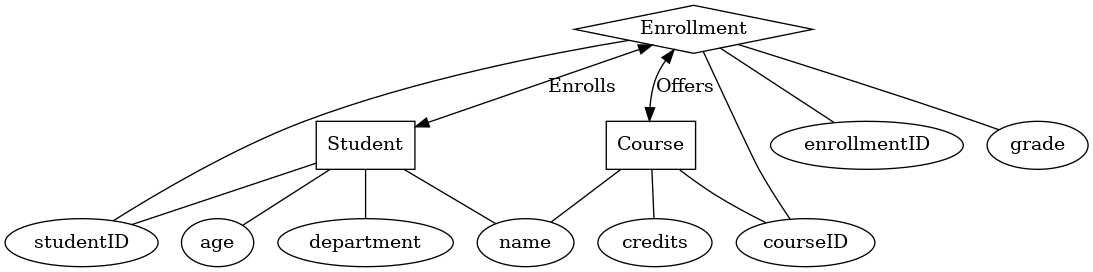 Enrollment
Enrolls
Offers
Student
Course
enrollmentID
grade
studentID
age
department
name
credits
courseID